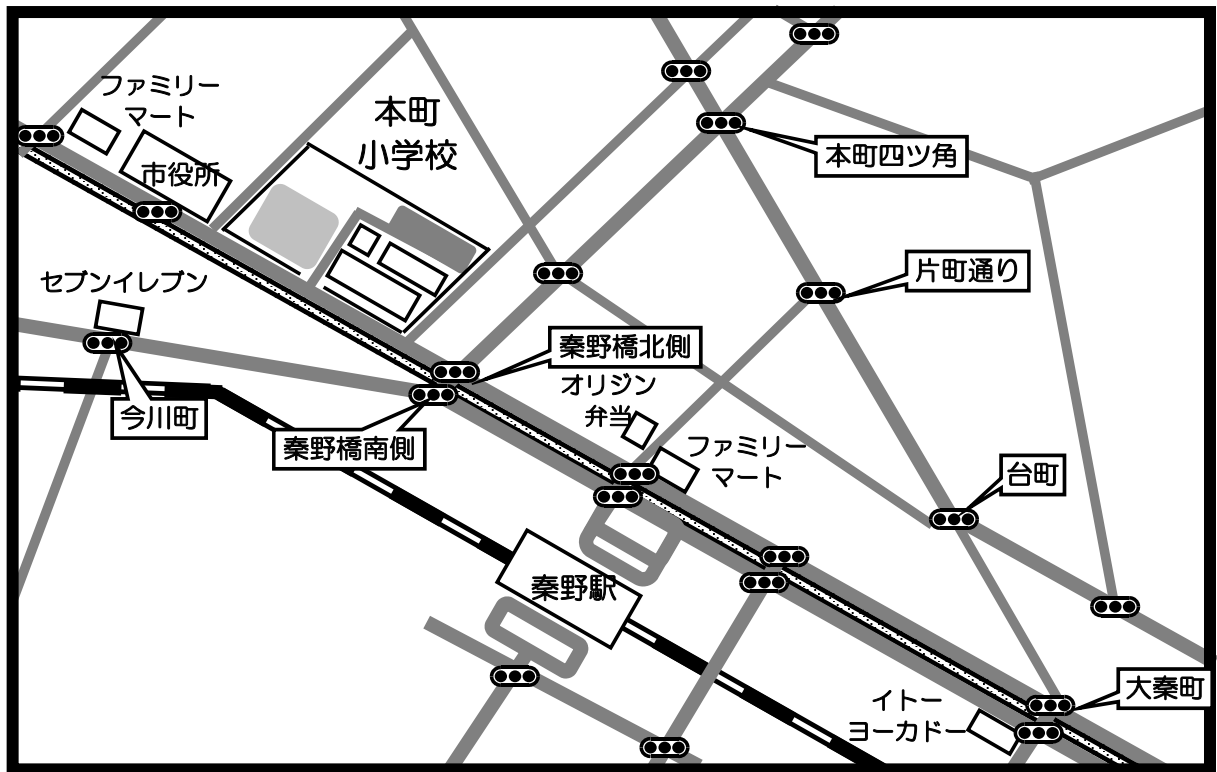 ファミリー
マート
本町
小学校
市役所
本町四ツ角
セブンイレブン
片町通り
秦野橋北側
オリジン
弁当
今川町
秦野橋南側
ファミリー
マート
台町
秦野駅
大秦町
イトー
ヨーカドー